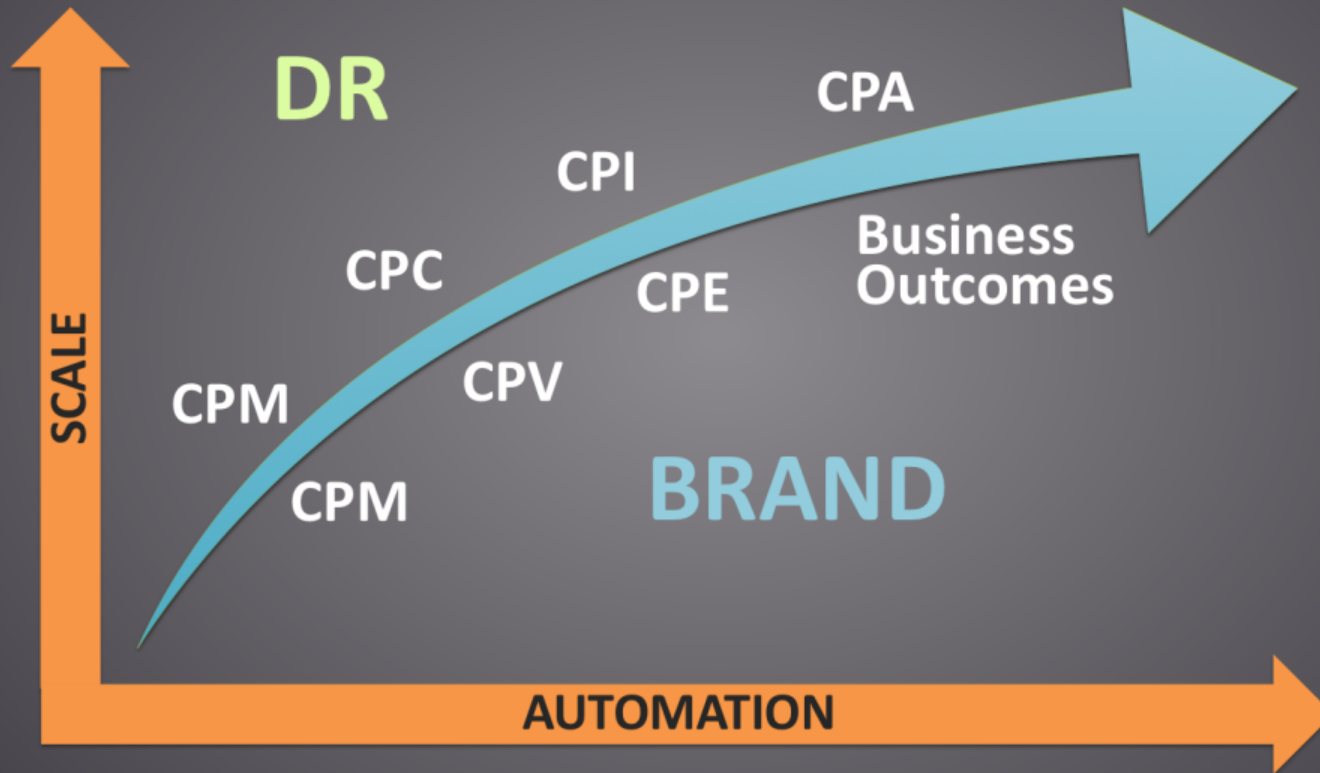 DR
CPA
CPI
Business
Outcomes
CPC
CPE
CPV
CPM
CPM
BRAND
SCALE
AUTOMATION